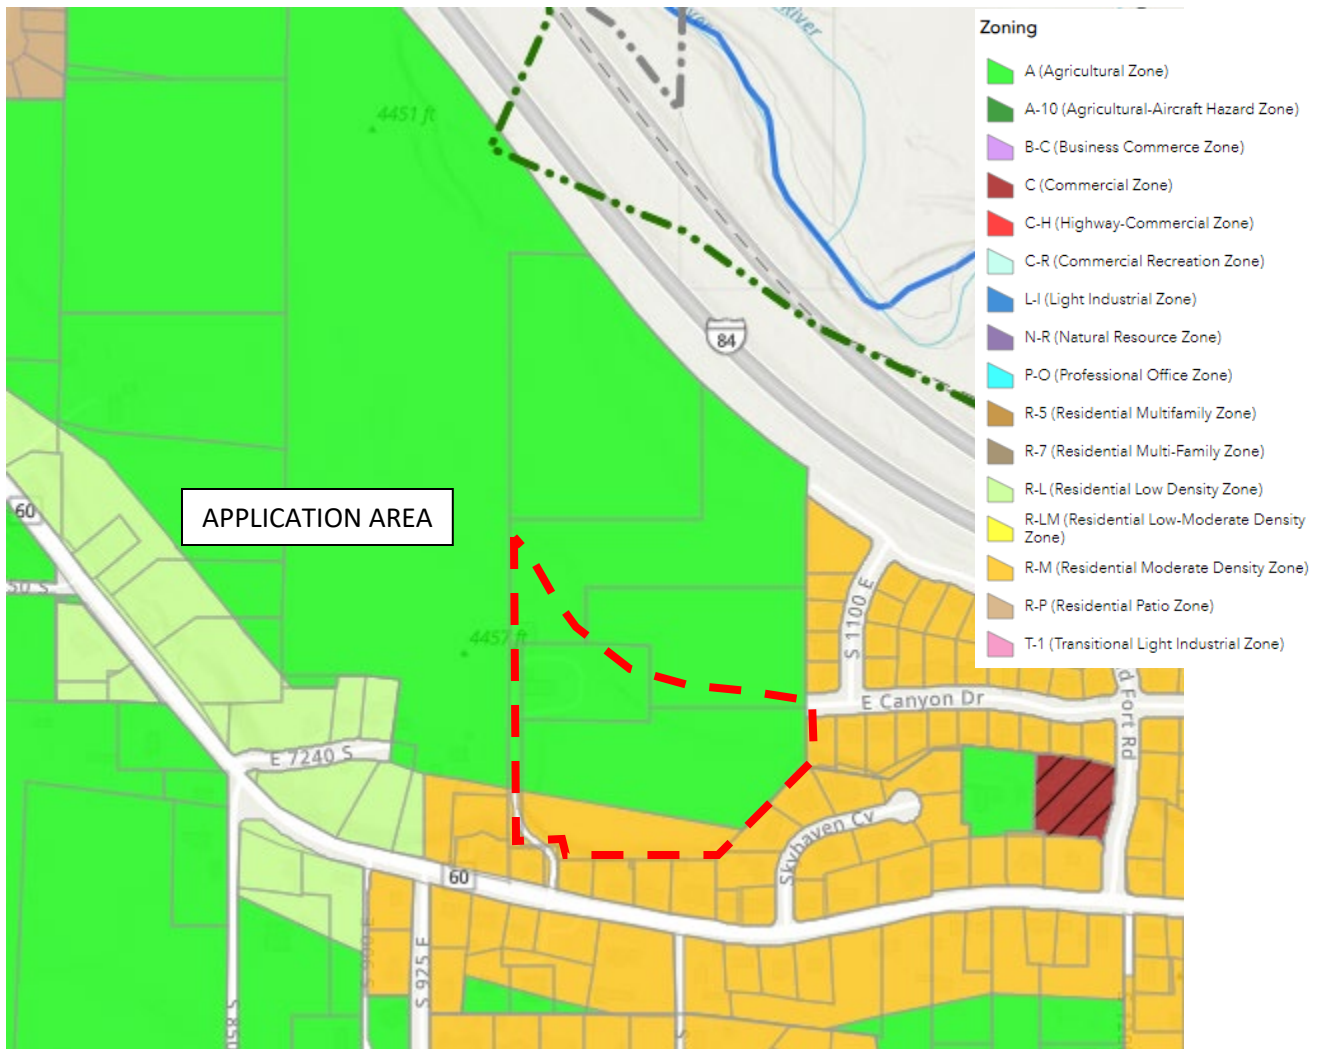 River
Zoning
A (Agricultural Zone)
A-10 (Agricultural-Aircraft Hazard Zone)
B-C (Business Commerce Zone)
C (Commercial Zone)
C-H (Highway-Commercial Zone)
C-R (Commercial Recreation Zone)
L-I (Light Industrial Zone)
N-R (Natural Resource Zone)
P-O (Professional Office Zone)
R-5 (Residential Multifamily Zone)
R-7 (Residential Multi-Family Zone)
R-L (Residential Low Density Zone)
R-LM (Residential Low-Moderate Density
Zone)
R-M (Residential Moderate Density Zone)
R-P (Residential Patio Zone)
T-1 (Transitional Light Industrial Zone)
4451 ft
84
60
APPLICATION AREA
50 S
S 1100 E
4457 ft
E Canyon Dr
d Fort Rd
E 7240 S
Skyhaven Cv
60
S 900 E
S 925 E
S